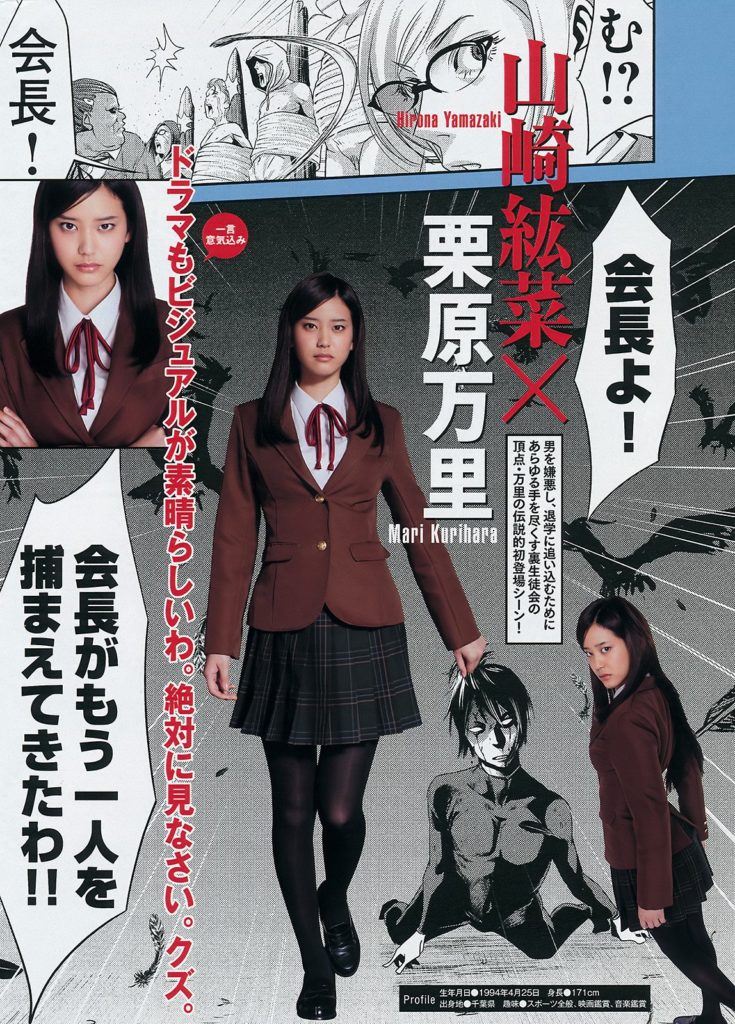 む!?
会長！
山崎紘菜×
Hirona Yamazaki
栗原万里
Mari Kurihara
会長よ！
一言
意気込み
ドラマもビジュアルが素晴らしいわ。絶対に見なさい。クズ。
男を嫌悪し、退学に追い込むために
あらゆる手を尽くす裏生徒会の
頂点・万里の伝説的初登場シーン！
会長がもう一人を
捕まえてきたわ!!
Profile
生年月日●1994年4月25日　身長●171cm
出身地●千葉県　趣味●スポーツ全般、映画鑑賞、音楽鑑賞